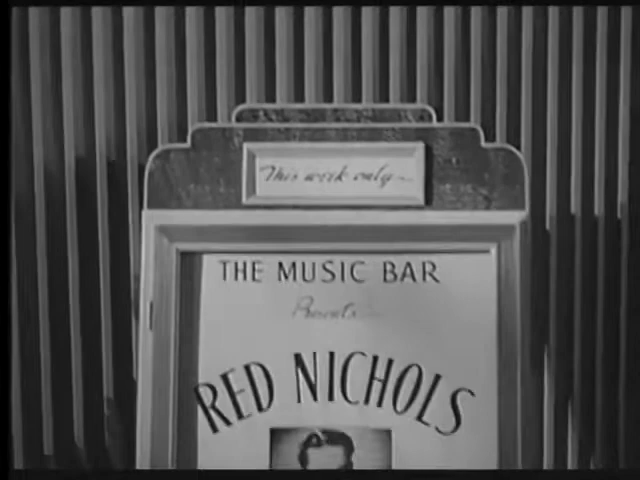 This week only
THE MUSIC BAR
Presents
RED NICHOLS